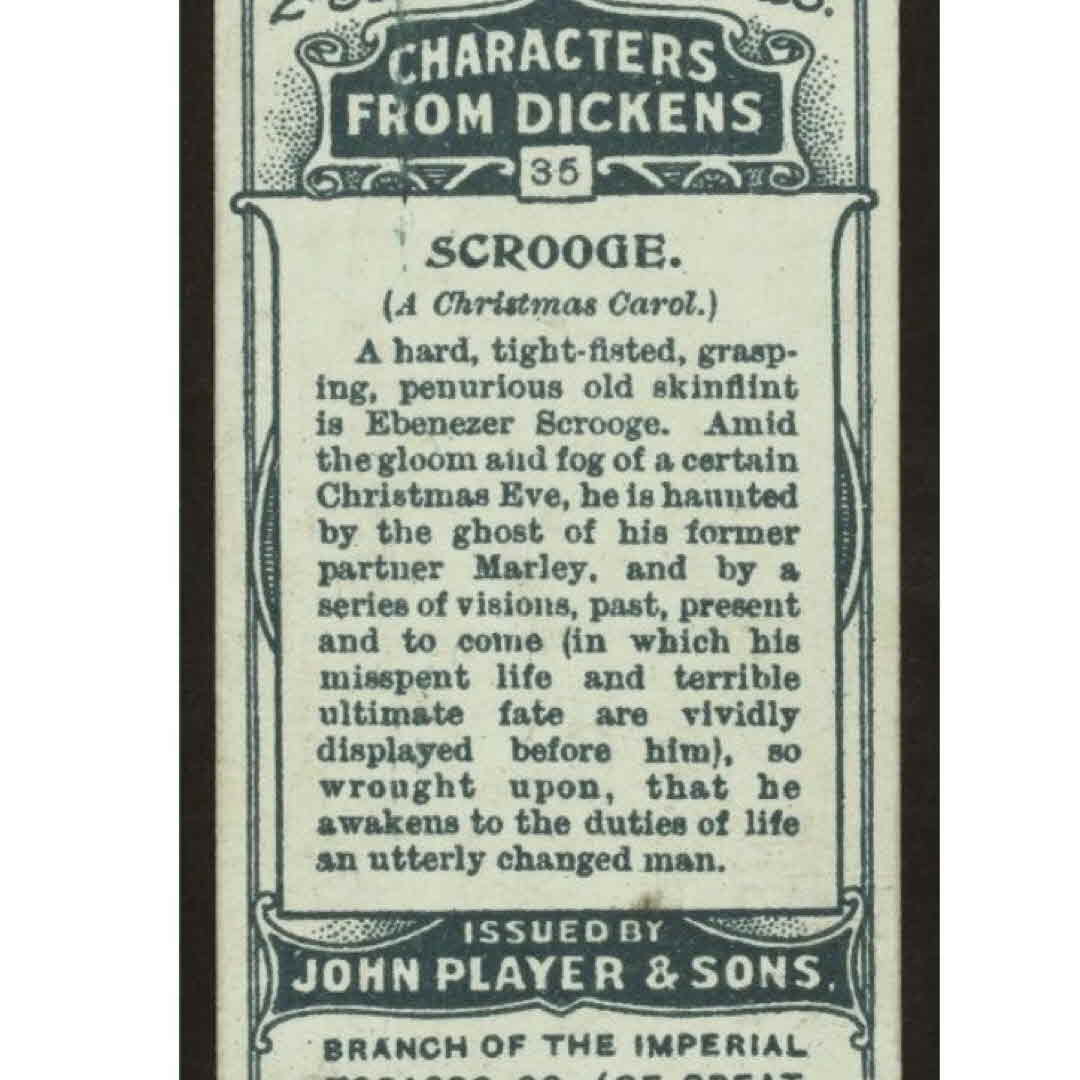 CHARACTERS
FROM DICKENS
35
SCROOGE.
(A Christmas Carol.)
A hard, tight-fisted, grasp-
ing, penurious old skinflint
is Ebenezer Scrooge. Amid
the gloom and fog of a certain
Christmas Eve, he is haunted
by the ghost of his former
partner Marley, and by a
series of visions, past, present
and to come (in which his
misspent life and terrible
ultimate fate are vividly
displayed before him), so
wrought upon, that he
awakens to the duties of life
an utterly changed man.
ISSUED BY
JOHN PLAYER & SONS.
BRANCH OF THE IMPERIAL